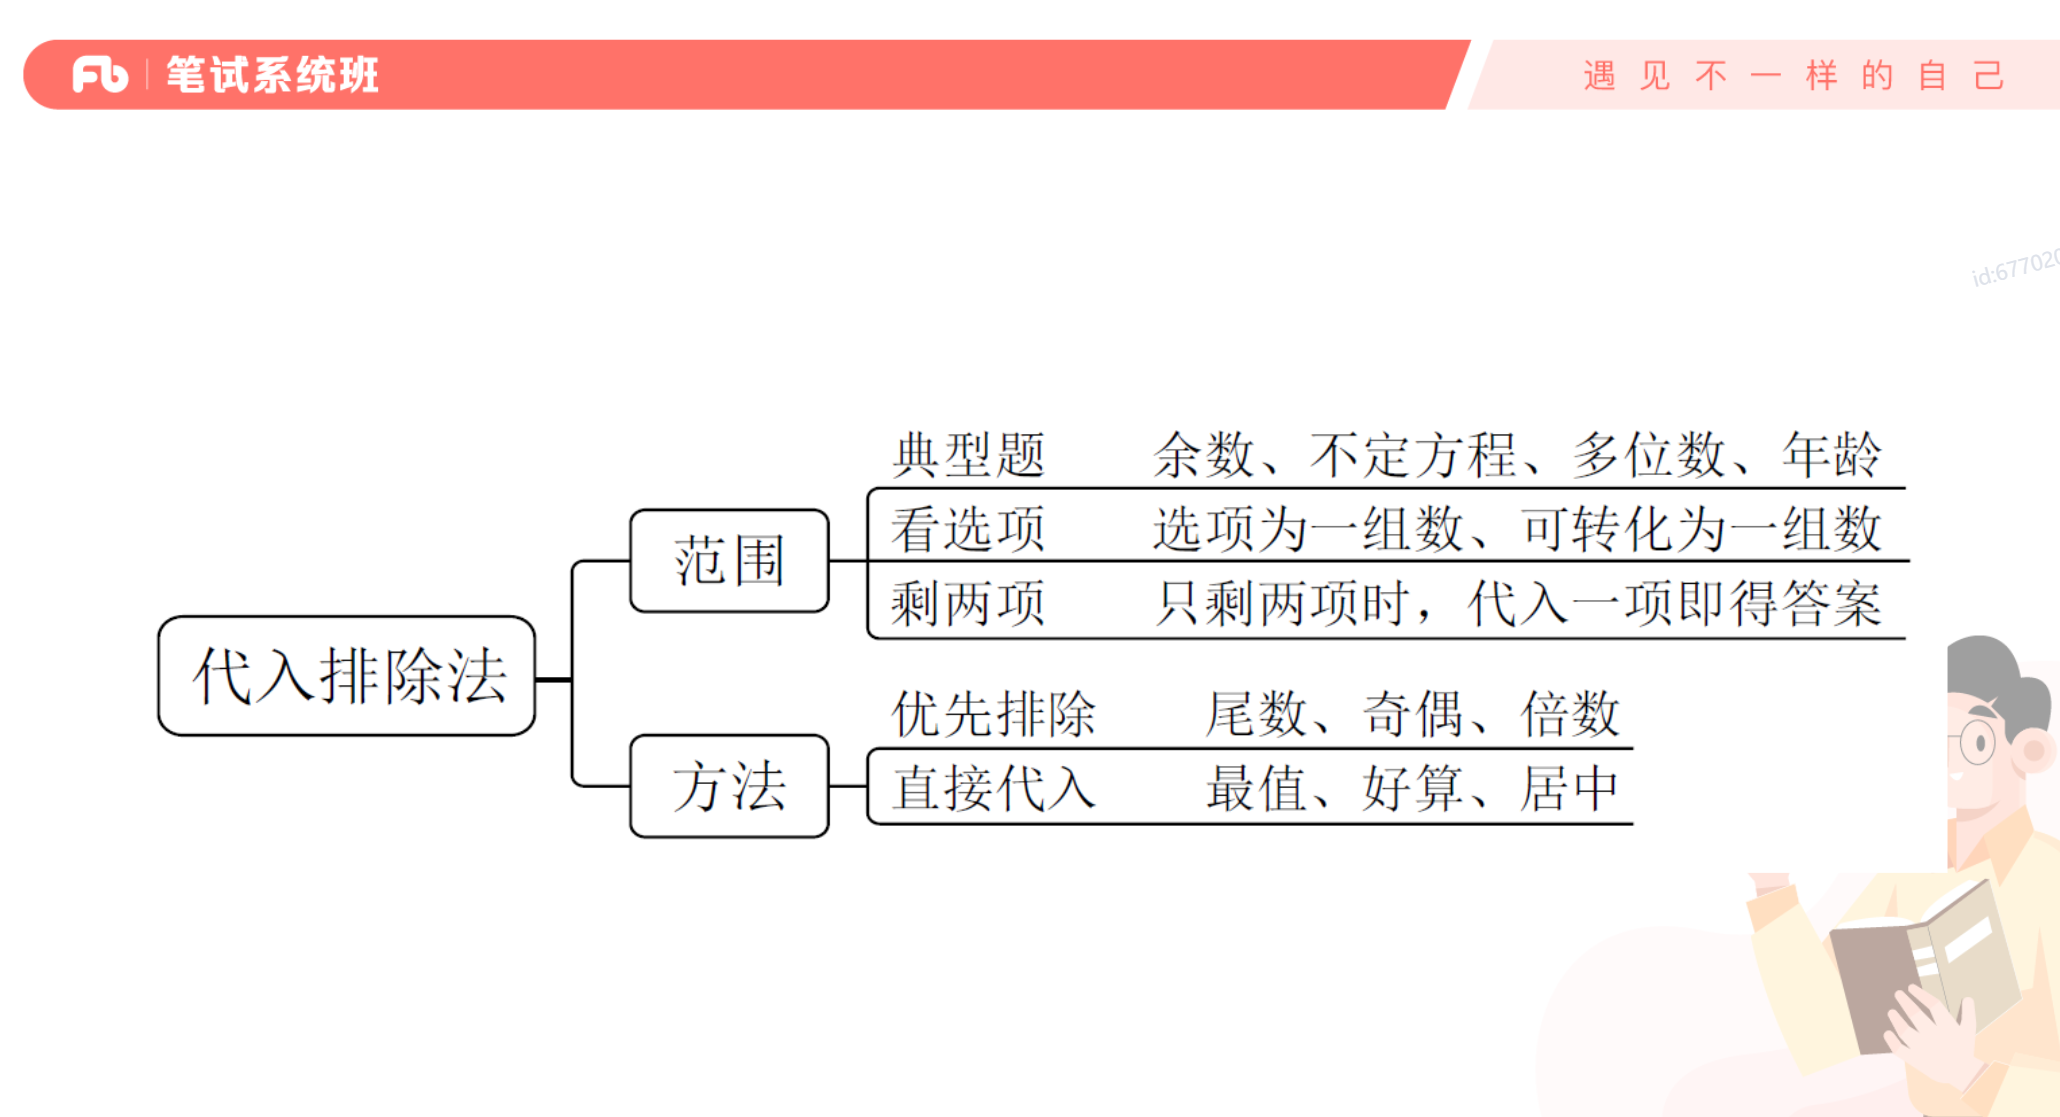 Fb 笔试系统班
遇见不一样的自己
id:677020
典型题 余数、不定方程、多位数、年龄
看选项 选项为一组数、可转化为一组数
范围
剩两项 只剩两项时，代入一项即得答案
代入排除法
优先排除 尾数、奇偶、倍数
方法
直接代入 最值、好算、居中